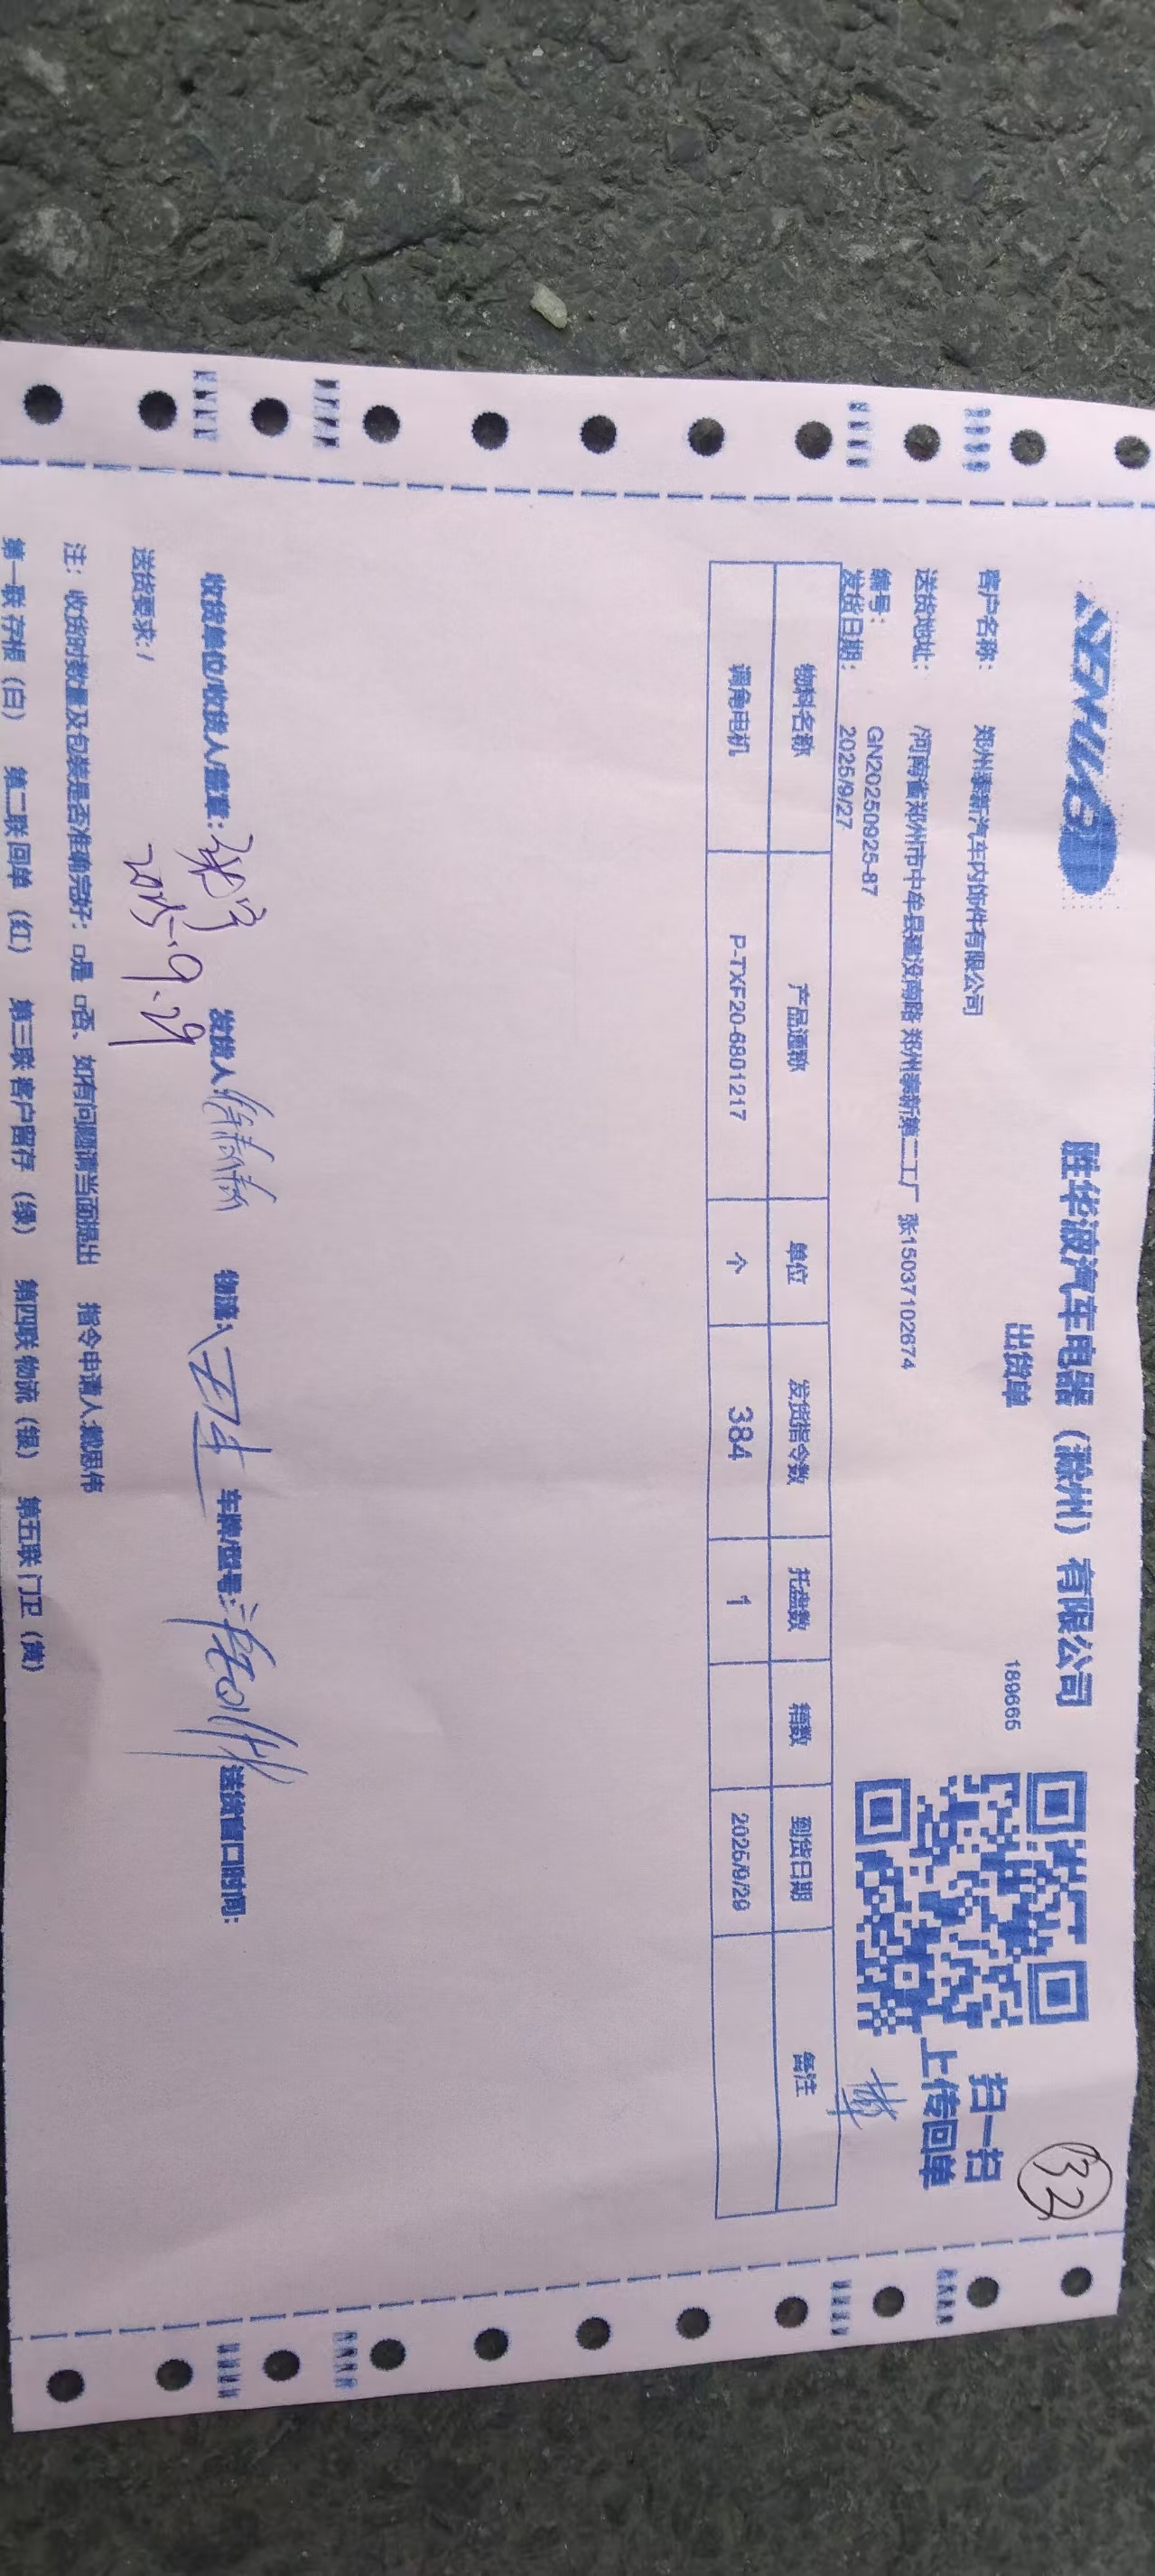 SENHWABO
胜华波汽车电器（滁州）有限公司
出货单
189665
扫一扫
上传回单
33
客户名称： 郑州泰新汽车内饰件有限公司
送货地址： /河南省郑州市中牟县建设南路 郑州泰新第二工厂 张15037102674
编号： GN20250925-87
发货日期： 2025/9/27
物料名称 产品通称 单位 发货指令数 托盘数 箱数 到货日期 备注
调角电机 P-TXF20-6801217 个 384 1 2025/9/29
收货单位/收货人/盖章： 发货人： 物流： 车牌/型号： 送货窗口时间：
2025.9.29
送货要求：/
注： 收货时数量及包装是否准确完好：□是 □否、如有问题请当面提出 指令申请人:戴思伟
第一联 存根（白） 第二联 回单（红） 第三联 客户留存（绿） 第四联 物流（银） 第五联 门卫（黄）